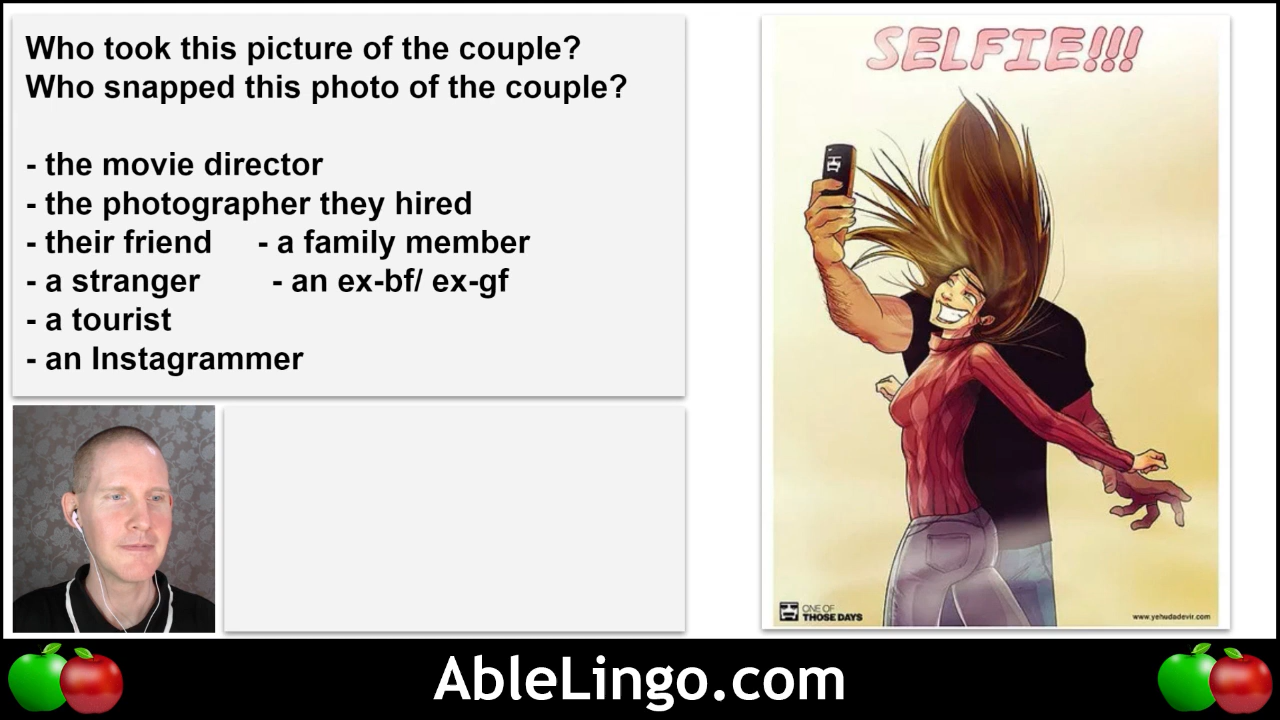 Who took this picture of the couple?
Who snapped this photo of the couple?
- the movie director
- the photographer they hired
- their friend - a family member
- a stranger - an ex-bf/ ex-gf
- a tourist
- an Instagrammer
SELFIE!!!
ONE OF
THOSE DAYS
www.yehudadevir.com
AbleLingo.com